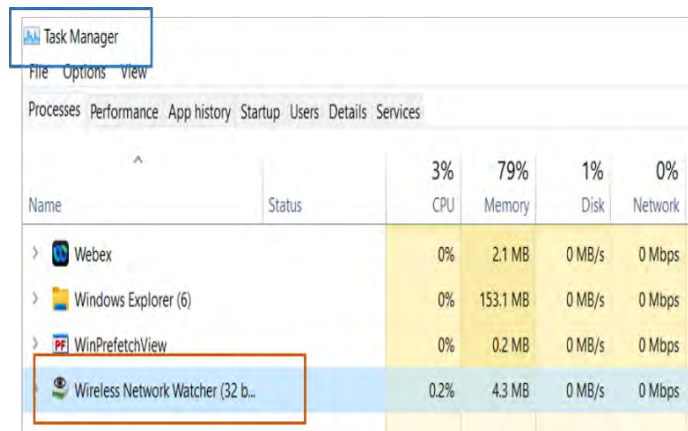 Task Manager
File Options View
Processes Performance App history Startup Users Details Services
3% 79% 1% 0%
Name Status CPU Memory Disk Network
Webex 0% 2.1 MB 0 MB/s 0 Mbps
Windows Explorer (6) 0% 153.1 MB 0 MB/s 0 Mbps
PF WinPrefetchView 0% 0.2 MB 0 MB/s 0 Mbps
Wireless Network Watcher (32 b... 0.2% 4.3 MB 0 MB/s 0 Mbps